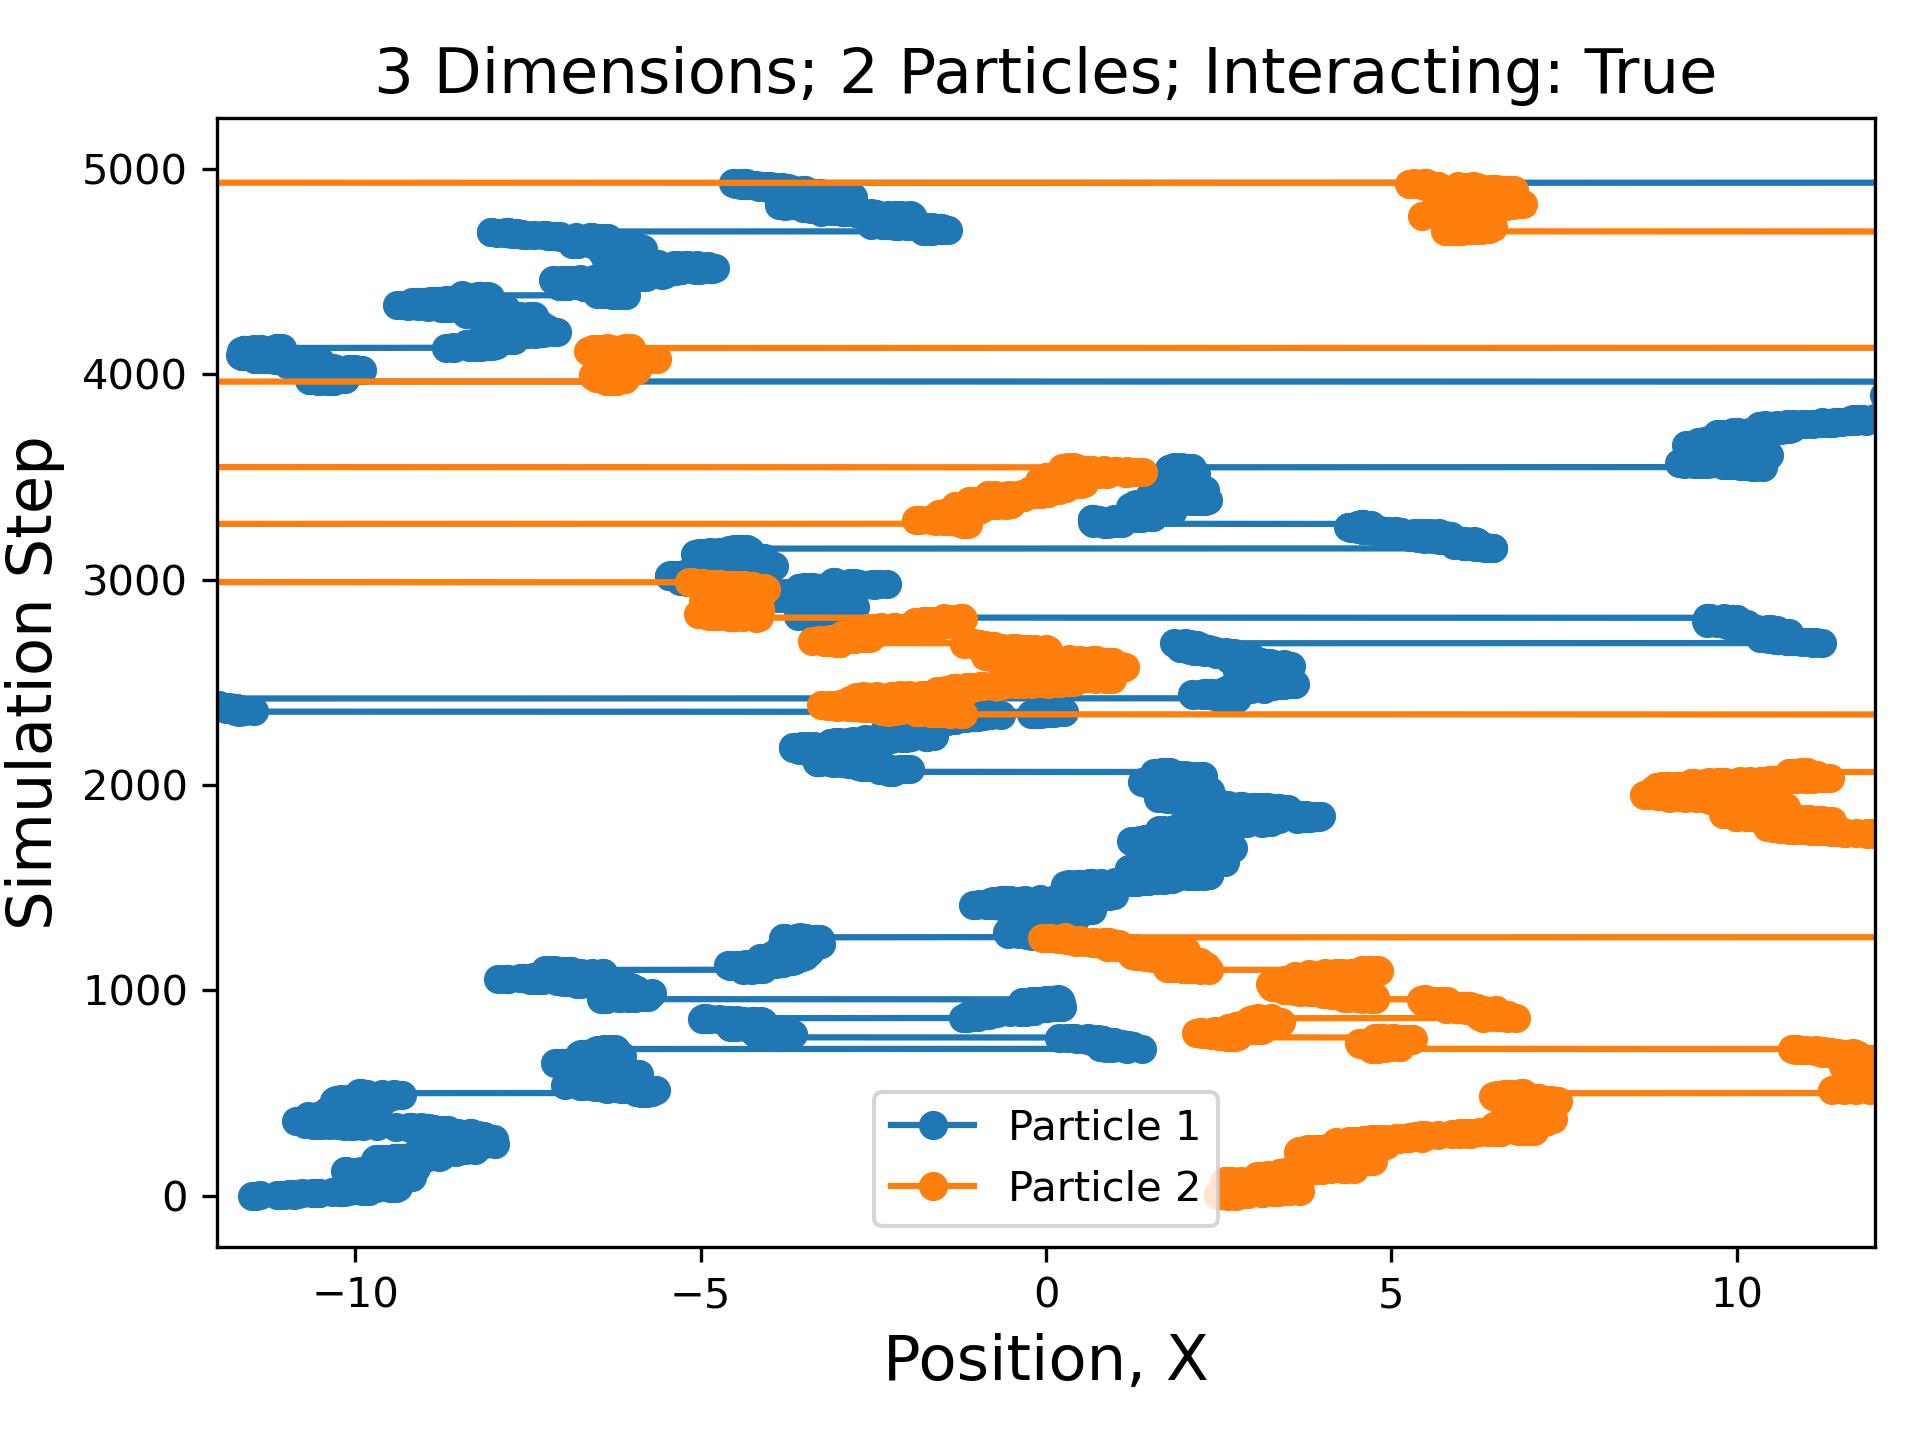 3 Dimensions; 2 Particles; Interacting: True
Simulation Step
5000
4000
3000
2000
1000
0
Particle 1
Particle 2
−10
−5
0
5
10
Position, X